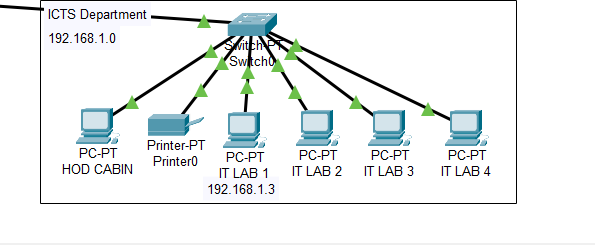 ICTS Department
192.168.1.0
Switch-PT
Switch0
PC-PT
HOD CABIN
Printer-PT
Printer0
PC-PT
IT LAB 1
192.168.1.3
PC-PT
IT LAB 2
PC-PT
IT LAB 3
PC-PT
IT LAB 4